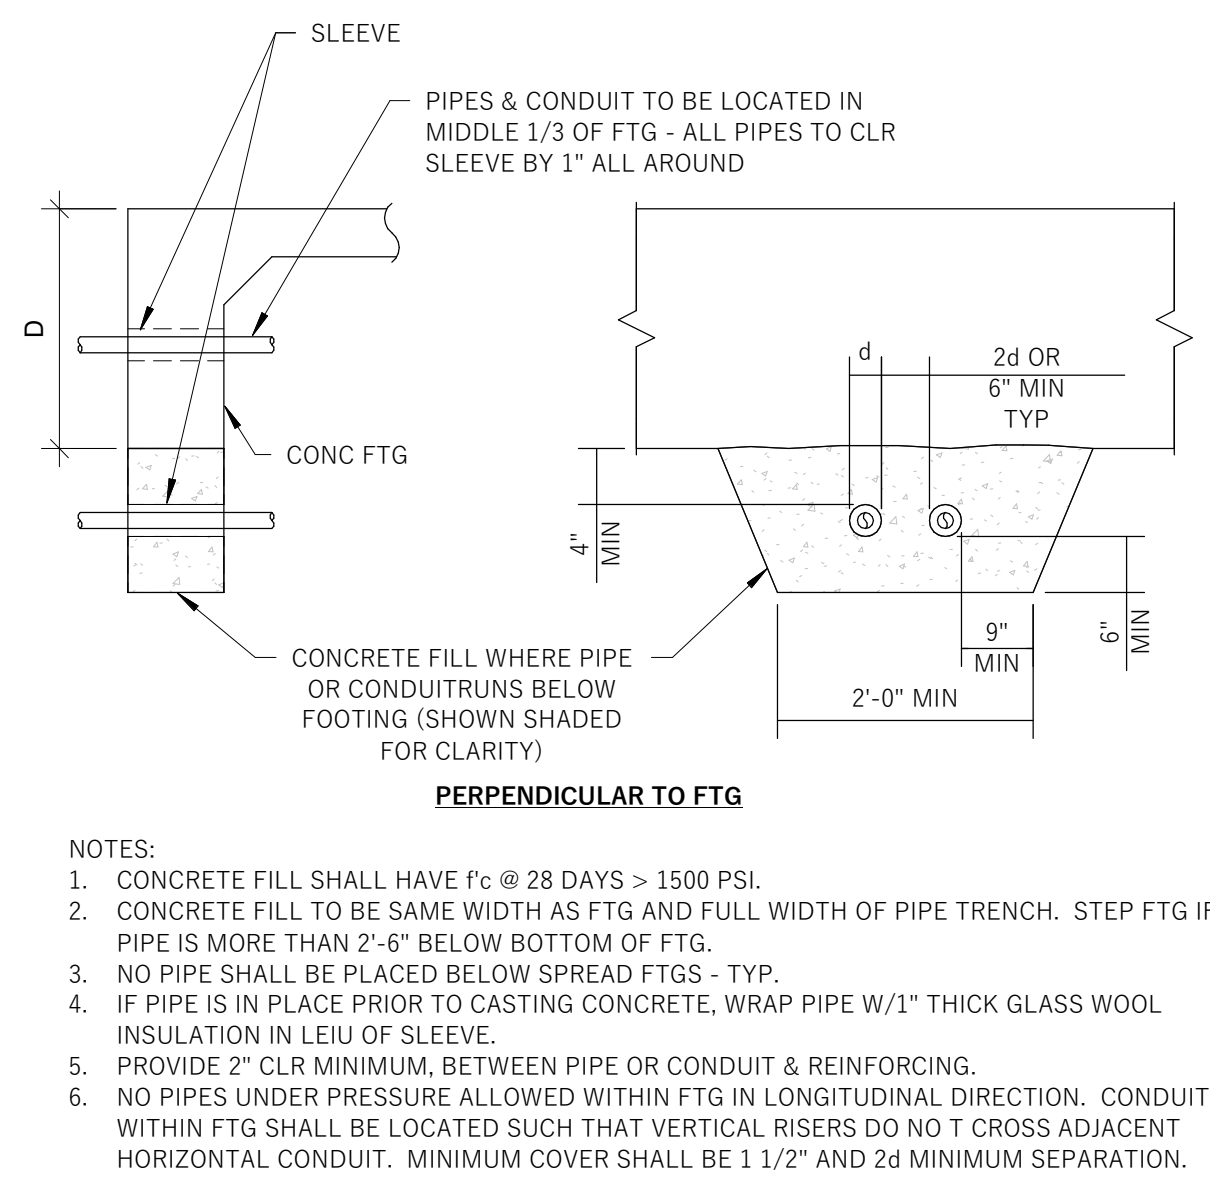 SLEEVE
PIPES & CONDUIT TO BE LOCATED IN
MIDDLE 1/3 OF FTG - ALL PIPES TO CLR
SLEEVE BY 1" ALL AROUND
D
CONC FTG
d
2d OR
6" MIN
TYP
4"
MIN
9"
MIN
6"
MIN
2'-0" MIN
CONCRETE FILL WHERE PIPE
OR CONDUITRUNS BELOW
FOOTING (SHOWN SHADED
FOR CLARITY)
PERPENDICULAR TO FTG
NOTES:
1. CONCRETE FILL SHALL HAVE f'c @ 28 DAYS > 1500 PSI.
2. CONCRETE FILL TO BE SAME WIDTH AS FTG AND FULL WIDTH OF PIPE TRENCH. STEP FTG IF
PIPE IS MORE THAN 2'-6" BELOW BOTTOM OF FTG.
3. NO PIPE SHALL BE PLACED BELOW SPREAD FTGS - TYP.
4. IF PIPE IS IN PLACE PRIOR TO CASTING CONCRETE, WRAP PIPE W/1" THICK GLASS WOOL
INSULATION IN LEIU OF SLEEVE.
5. PROVIDE 2" CLR MINIMUM, BETWEEN PIPE OR CONDUIT & REINFORCING.
6. NO PIPES UNDER PRESSURE ALLOWED WITHIN FTG IN LONGITUDINAL DIRECTION. CONDUIT
WITHIN FTG SHALL BE LOCATED SUCH THAT VERTICAL RISERS DO NO T CROSS ADJACENT
HORIZONTAL CONDUIT. MINIMUM COVER SHALL BE 1 1/2" AND 2d MINIMUM SEPARATION.